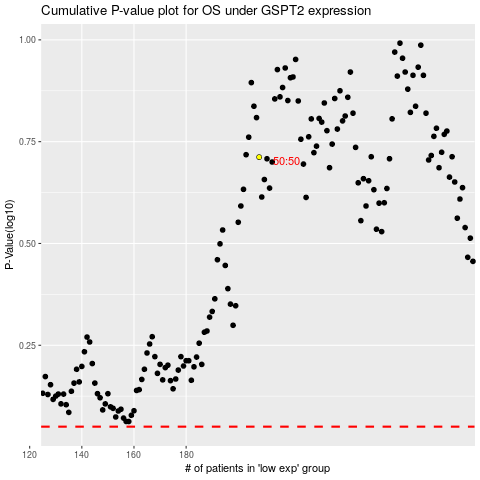 Cumulative P-value plot for OS under GSPT2 expression
1.00
0.75
50:50
0.50
0.25
P-Value(log10)
120 140 160 180
# of patients in 'low exp' group